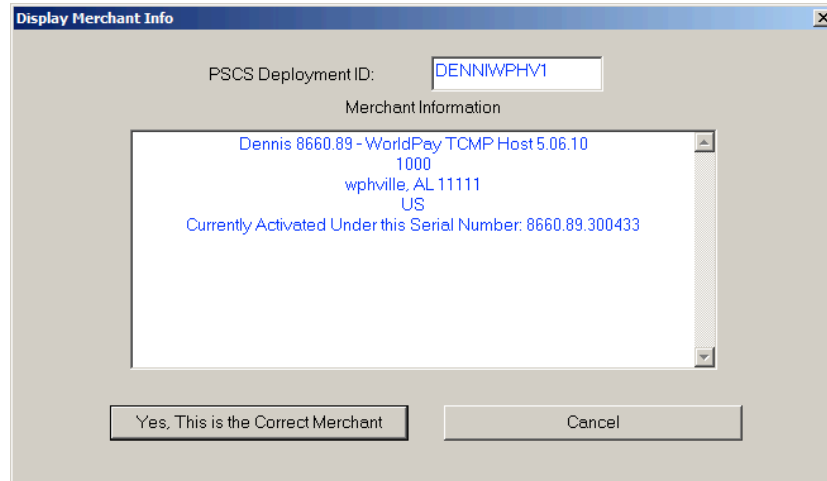 Display Merchant Info
PSCS Deployment ID: DENNIWPHV1
Merchant Information
Dennis 8660.89 - WorldPay TCMP Host 5.06.10
1000
wphville, AL 11111
US
Currently Activated Under this Serial Number: 8660.89.300433
Yes, This is the Correct Merchant Cancel